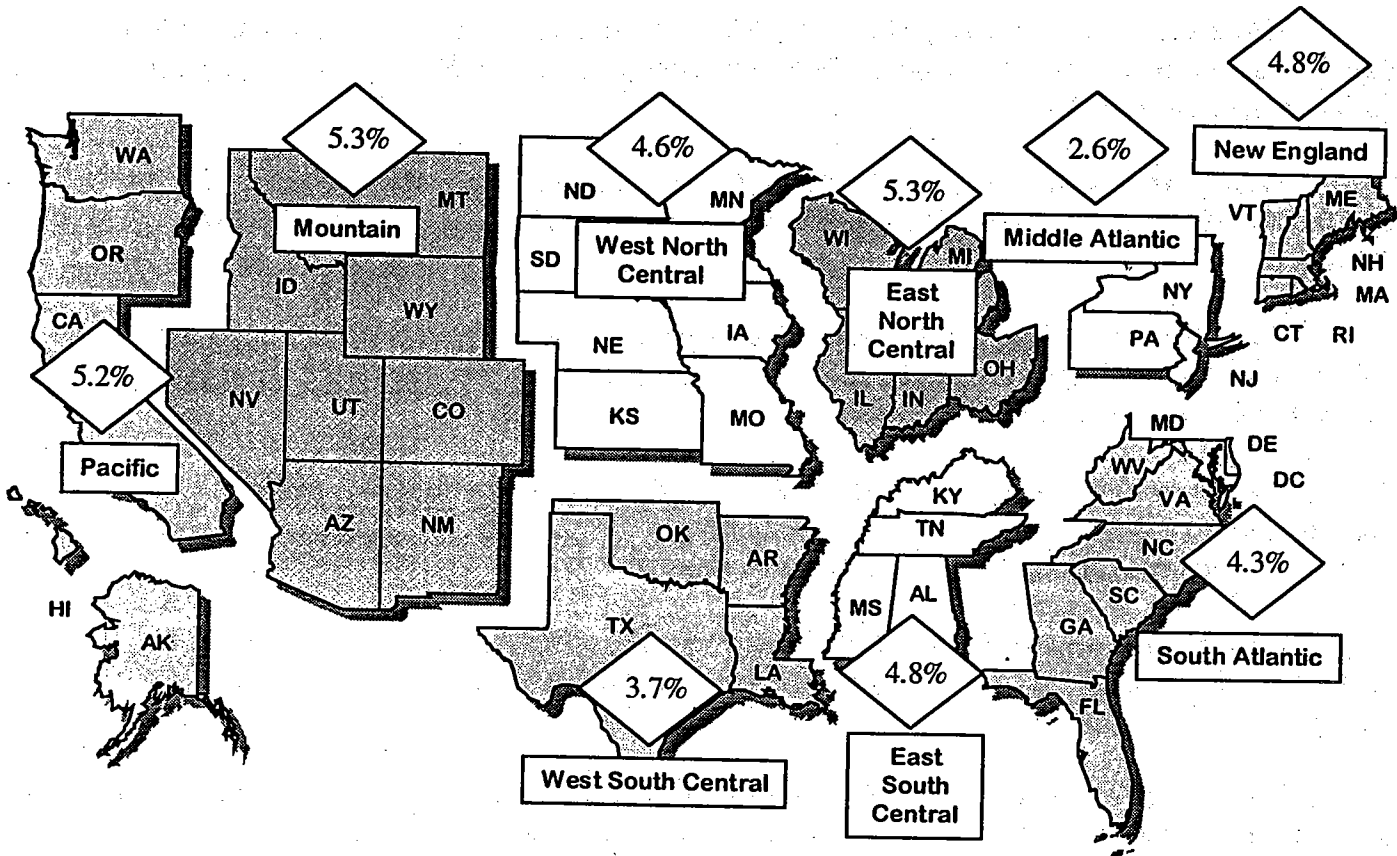 4.8%
New England
5.3%
Mountain
4.6%
West North
Central
5.3%
East
North
Central
2.6%
Middle Atlantic
5.2%
Pacific
3.7%
West South Central
4.8%
East
South
Central
4.3%
South Atlantic
WA
OR
CA
HI
AK
MT
ID
WY
NV
UT
CO
AZ
NM
ND
MN
SD
NE
IA
KS
MO
WI
MI
IL
IN
OH
NY
PA
NJ
VT
ME
NH
MA
CT
RI
OK
AR
TX
LA
KY
TN
MS
AL
MD
DE
DC
WV
VA
NC
SC
GA
FL